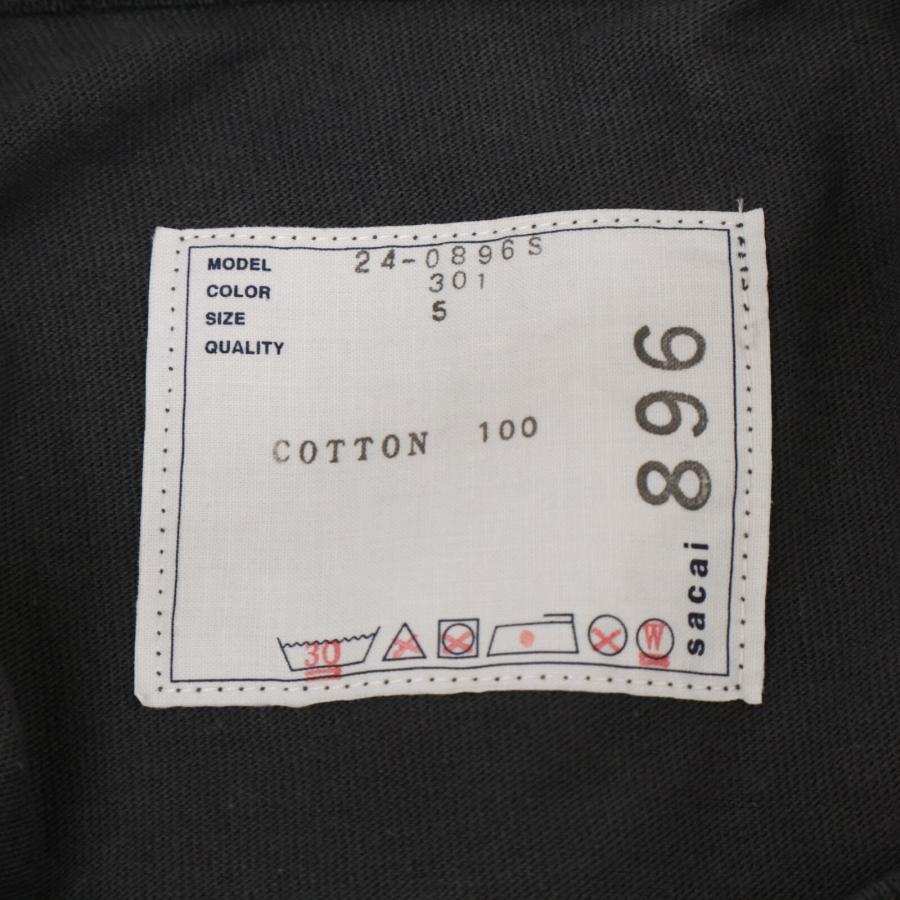 MODEL 24-0896S
COLOR 301
SIZE 5
QUALITY
COTTON 100
sacai 896
30
W